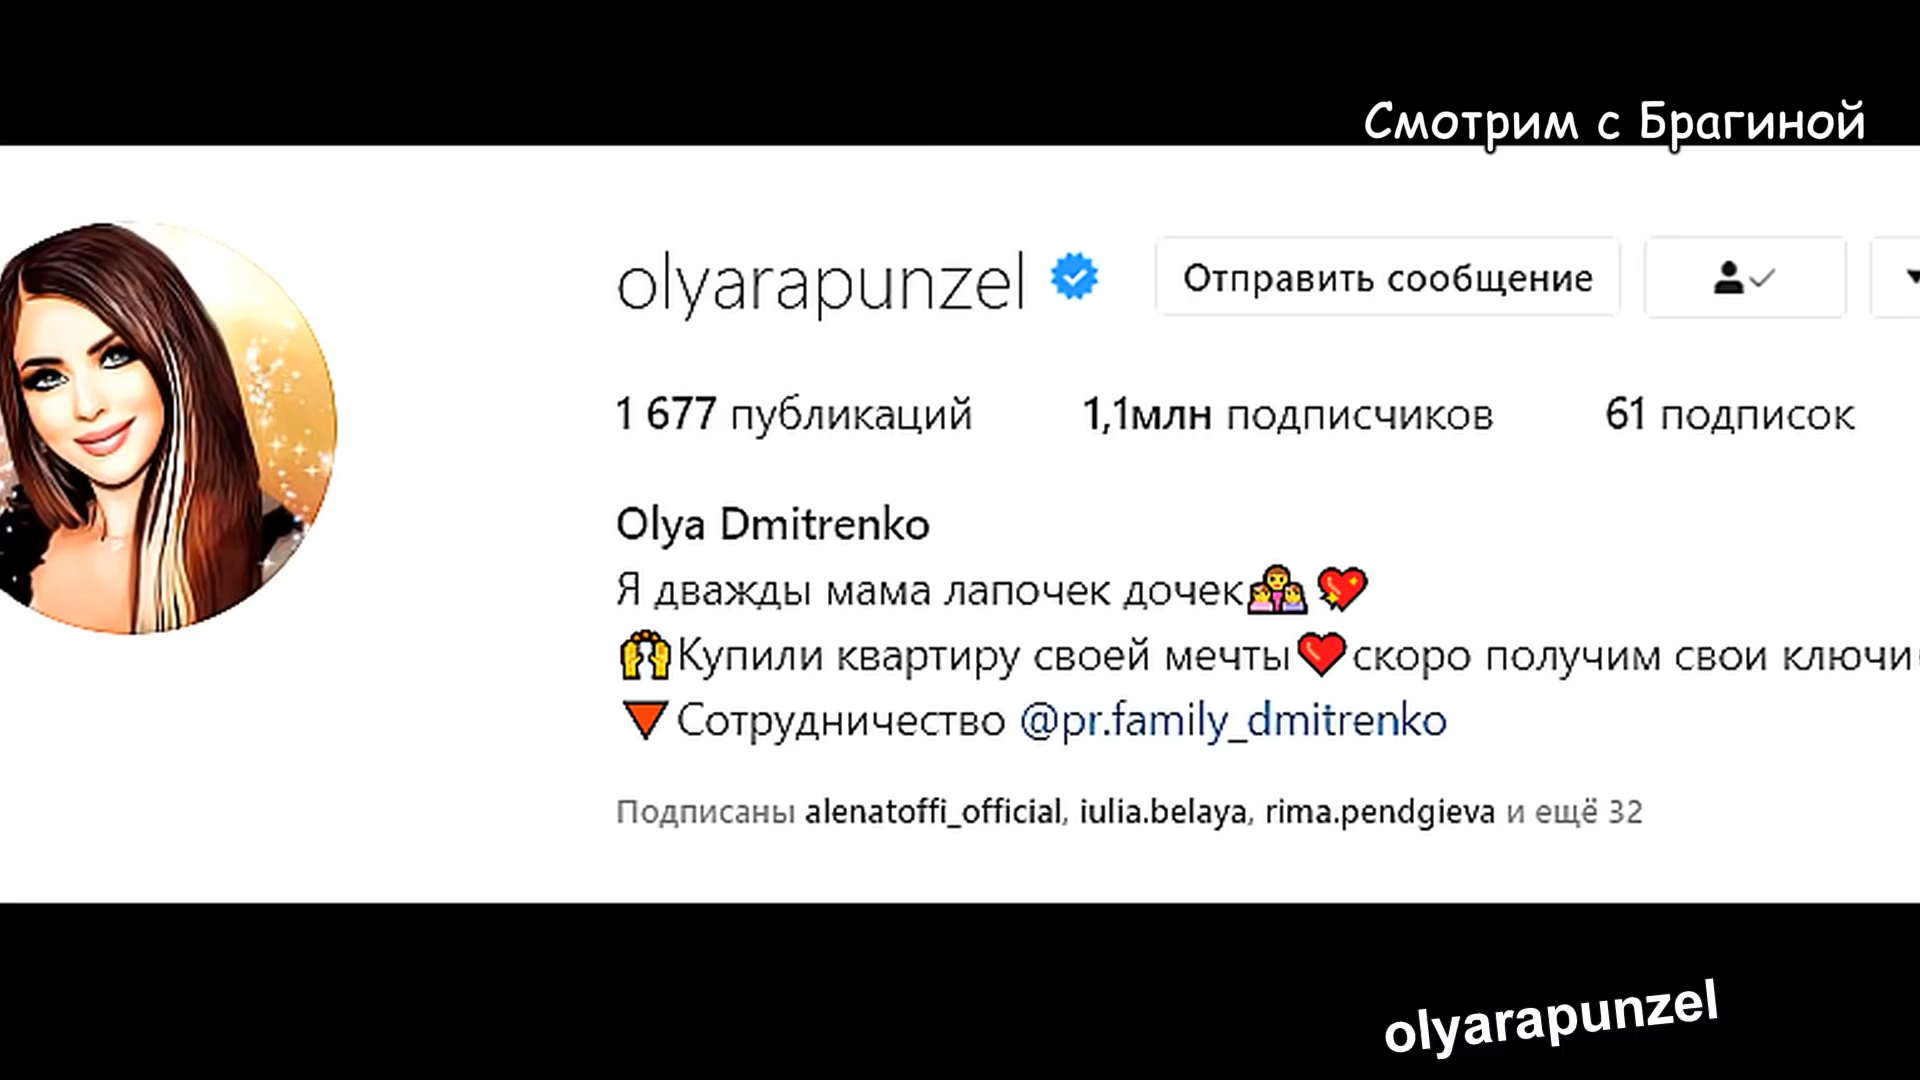 Смотрим с Брагиной
olyarapunzel
Отправить сообщение
1 677 публикаций
1,1млн подписчиков
61 подписок
Olya Dmitrenko
Я дважды мама лапочек дочек👩‍👧‍👧💖
🙌Купили квартиру своей мечты❤скоро получим свои ключи
🔻Сотрудничество @pr.family_dmitrenko
Подписаны alenatoffi_official, iulia.belaya, rima.pendgieva и ещё 32
olyarapunzel